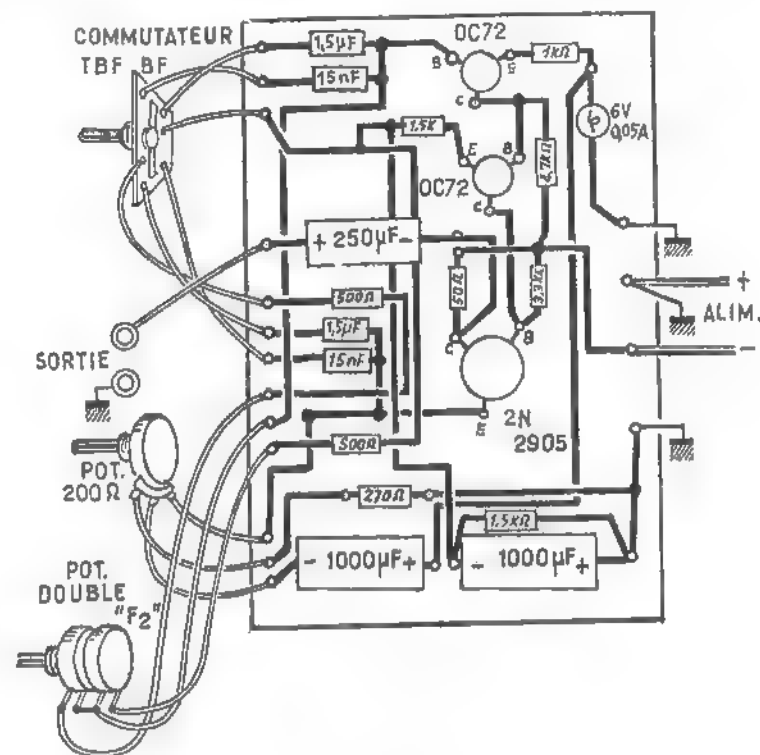 COMMUTATEUR
TBF BF
1,5µF
15nF
OC72
B
E
C
1kΩ
6V
0,05A
1.5K
E
B
C
OC72
4,7kΩ
+ 250µF -
50Ω
3,3kΩ
+
ALIM.
-
500Ω
1,5µF
15nF
SORTIE
C
B
E
2N
2905
500Ω
POT.
200Ω
270Ω
1.5kΩ
- 1000µF +
- 1000µF +
POT.
DOUBLE
"F2"